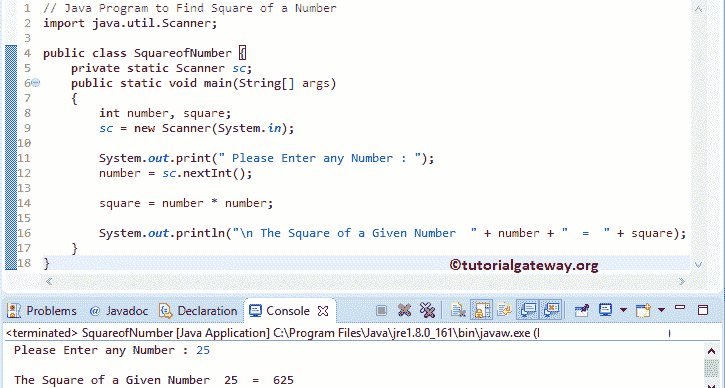 1 // Java Program to Find Square of a Number
2 import java.util.Scanner;
3
4 public class SquareofNumber {
5 private static Scanner sc;
6 public static void main(String[] args)
7 {
8 int number, square;
9 sc = new Scanner(System.in);
10
11 System.out.print(" Please Enter any Number : ");
12 number = sc.nextInt();
13
14 square = number * number;
15
16 System.out.println("\n The Square of a Given Number  " + number + "  =  " + square);
17 }
18 }
©tutorialgateway.org
Problems @ Javadoc Declaration Console
<terminated> SquareofNumber [Java Application] C:\Program Files\Java\jre1.8.0_161\bin\javaw.exe (
Please Enter any Number : 25
The Square of a Given Number  25  =  625